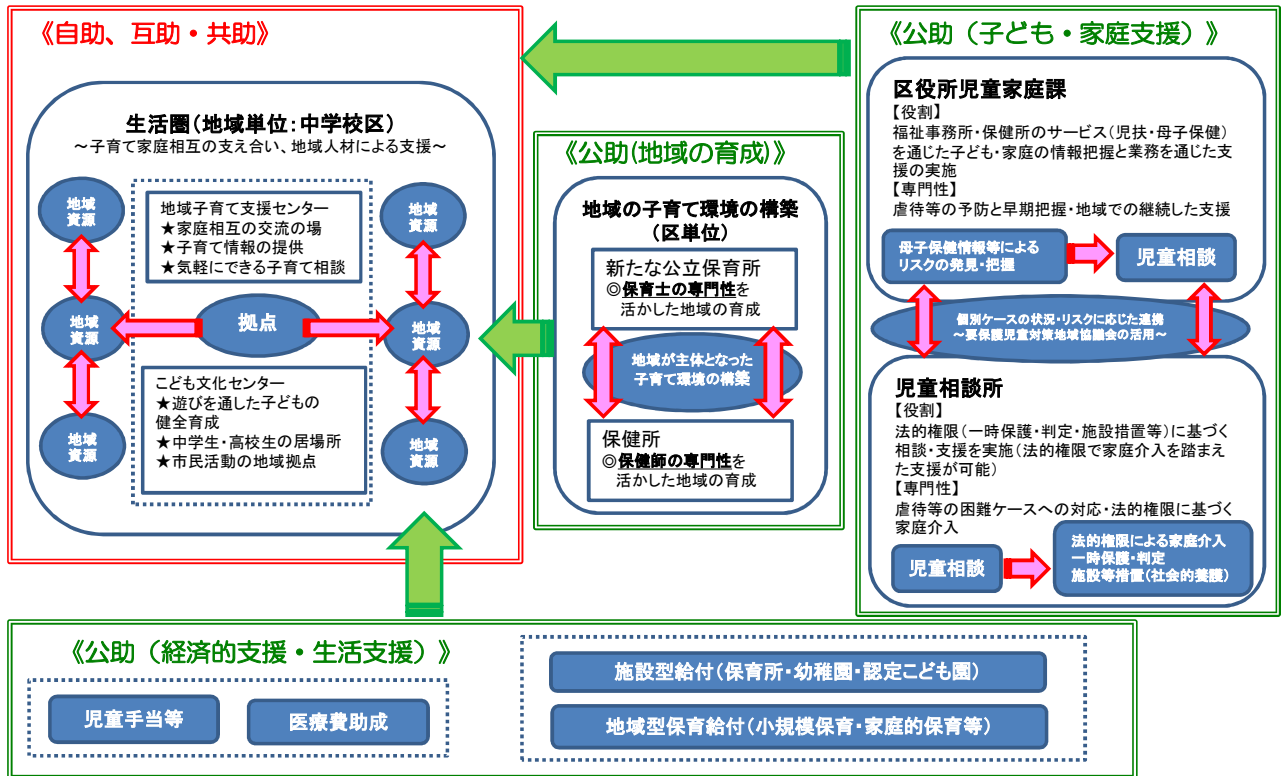 《自助、互助・共助》
生活圏(地域単位:中学校区)
～子育て家庭相互の支え合い、地域人材による支援～
地域
資源
地域
資源
地域
資源
地域子育て支援センター
★家庭相互の交流の場
★子育て情報の提供
★気軽にできる子育て相談
拠点
こども文化センター
★遊びを通した子どもの
健全育成
★中学生・高校生の居場所
★市民活動の地域拠点
地域
資源
地域
資源
地域
資源
《公助(地域の育成)》
地域の子育て環境の構築
(区単位)
新たな公立保育所
◎保育士の専門性を
活かした地域の育成
地域が主体となった
子育て環境の構築
保健所
◎保健師の専門性を
活かした地域の育成
《公助（子ども・家庭支援）》
区役所児童家庭課
【役割】
福祉事務所・保健所のサービス(児扶・母子保健)
を通じた子ども・家庭の情報把握と業務を通じた支
援の実施
【専門性】
虐待等の予防と早期把握・地域での継続した支援
母子保健情報等による
リスクの発見・把握
児童相談
個別ケースの状況・リスクに応じた連携
～要保護児童対策地域協議会の活用～
児童相談所
【役割】
法的権限(一時保護・判定・施設措置等)に基づく
相談・支援を実施(法的権限で家庭介入を踏まえ
た支援が可能)
【専門性】
虐待等の困難ケースへの対応・法的権限に基づく
家庭介入
児童相談
法的権限による家庭介入
一時保護・判定
施設等措置(社会的養護)
《公助（経済的支援・生活支援）》
児童手当等
医療費助成
施設型給付(保育所・幼稚園・認定こども園)
地域型保育給付(小規模保育・家庭的保育等)